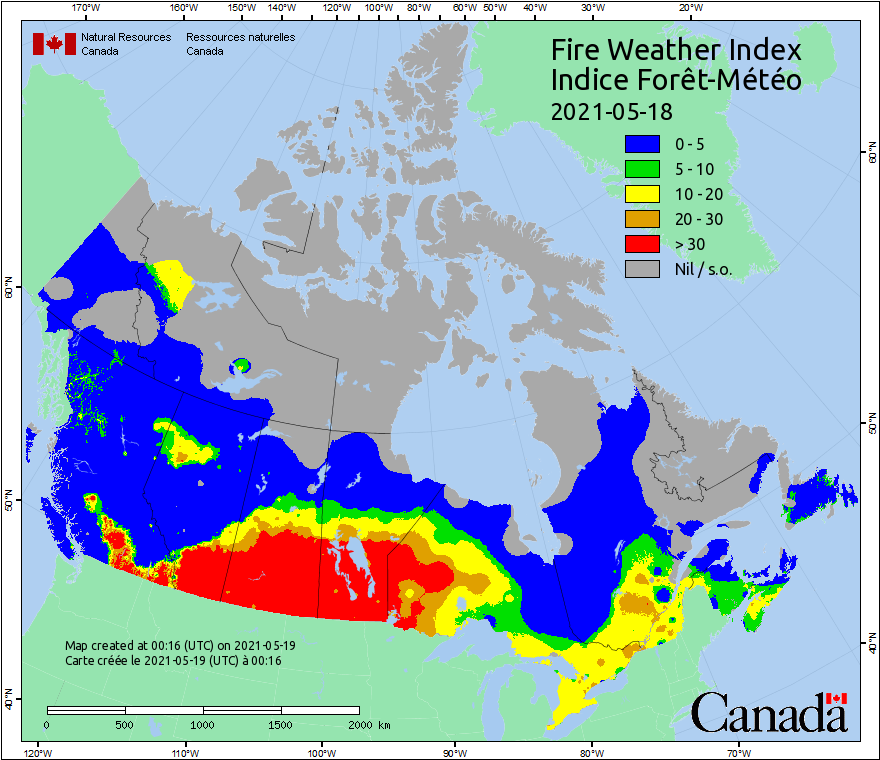 170°W 160°W 150°W 140°W 120°W 100°W 80°W 60°W 50°W 40°W 30°W 20°W
Natural Resources Ressources naturelles
Canada Canada
Fire Weather Index
Indice Forêt-Météo
2021-05-18
0 - 5
5 - 10
10 - 20
20 - 30
> 30
Nil / s.o.
60°N
60°N
50°N
50°N
40°N
40°N
Map created at 00:16 (UTC) on 2021-05-19
Carte créée le 2021-05-19 (UTC) à 00:16
0 500 1000 1500 2000 km
Canada
120°W 110°W 100°W 90°W 80°W 70°W